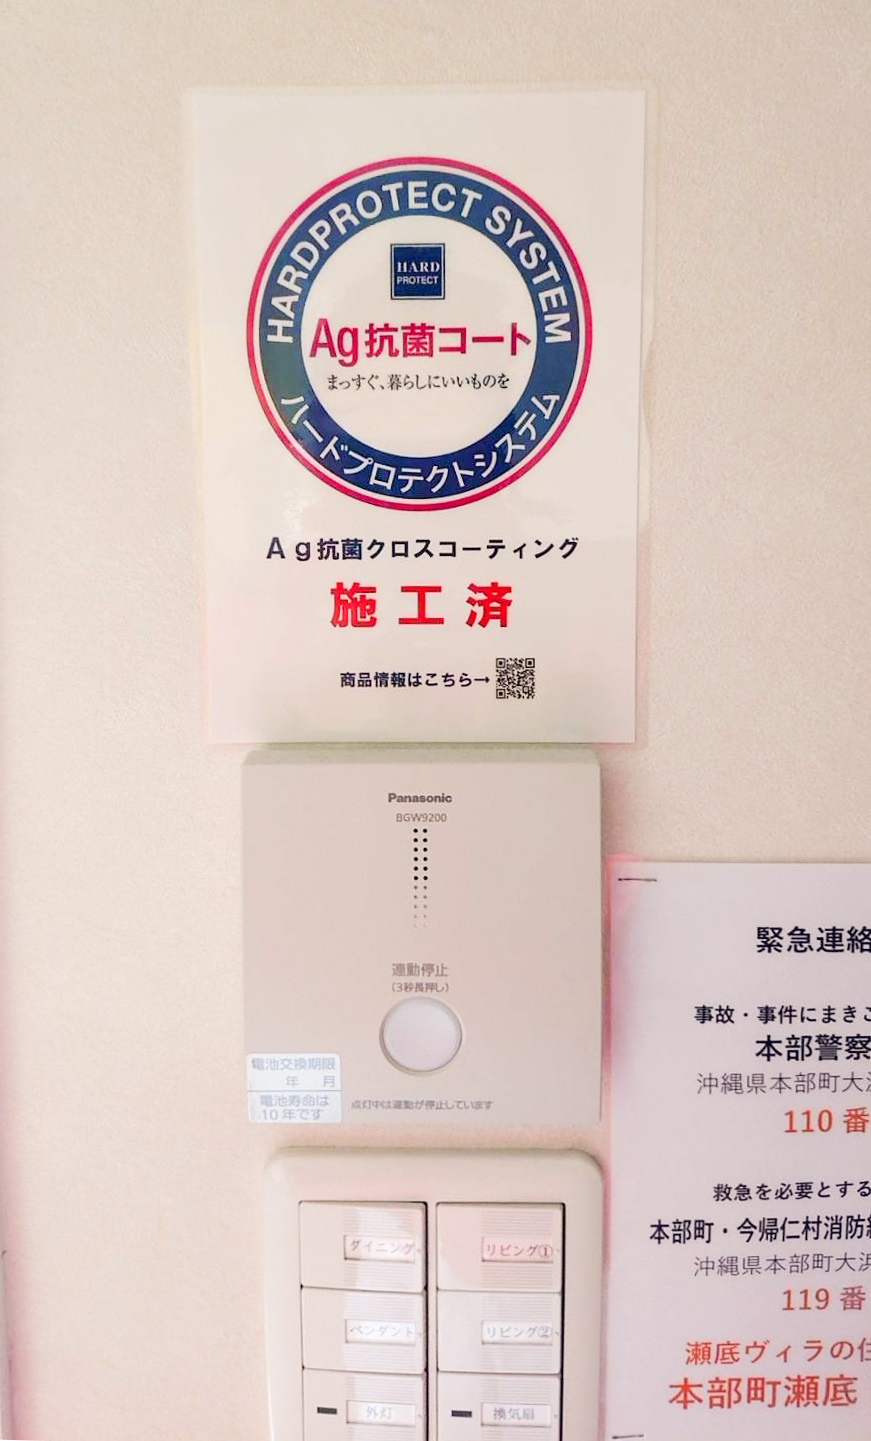 HARDPROTECT SYSTEM
HARD
PROTECT
Ag抗菌コート
まっすぐ、暮らしにいいものを
ハードプロテクトシステム
Ag抗菌クロスコーティング
施工済
商品情報はこちら→
Panasonic
BGW9200
連動停止
(3秒長押し)
電池交換期限
年 月
電池寿命は
10年です
点灯中は連動が停止しています
ダイニング
リビング①
ペンダント
リビング②
外灯
換気扇
緊急連絡
事故・事件にまきこ
本部警察
沖縄県本部町大浜
110 番
救急を必要とする
本部町・今帰仁村消防
沖縄県本部町大浜
119 番
瀬底ヴィラの住
本部町瀬底